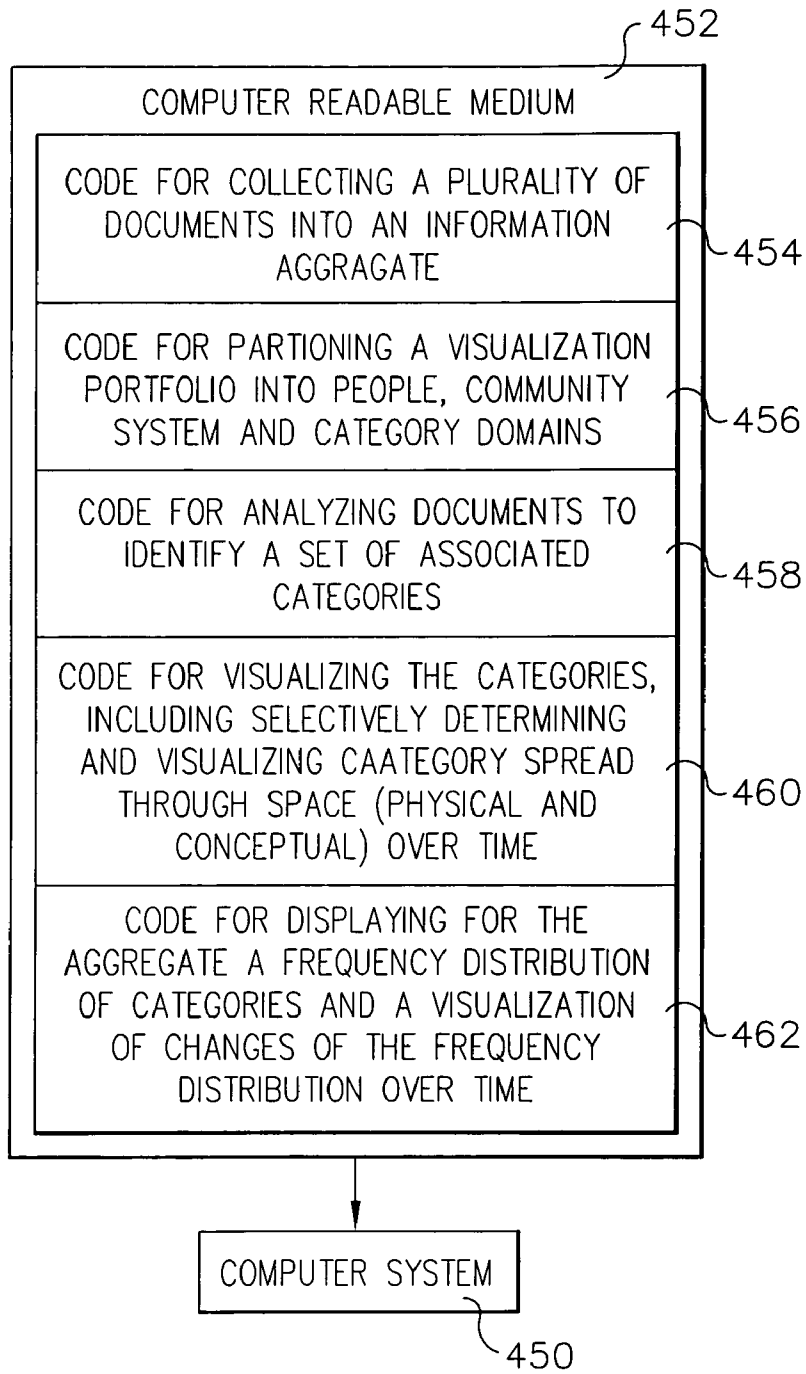 452
COMPUTER READABLE MEDIUM
CODE FOR COLLECTING A PLURALITY OF
DOCUMENTS INTO AN INFORMATION
AGGRAGATE
454
CODE FOR PARTIONING A VISUALIZATION
PORTFOLIO INTO PEOPLE, COMMUNITY
SYSTEM AND CATEGORY DOMAINS
456
CODE FOR ANALYZING DOCUMENTS TO
IDENTIFY A SET OF ASSOCIATED
CATEGORIES
458
CODE FOR VISUALIZING THE CATEGORIES,
INCLUDING SELECTIVELY DETERMINING
AND VISUALIZING CAATEGORY SPREAD
THROUGH SPACE (PHYSICAL AND
CONCEPTUAL) OVER TIME
460
CODE FOR DISPLAYING FOR THE
AGGREGATE A FREQUENCY DISTRIBUTION
OF CATEGORIES AND A VISUALIZATION
OF CHANGES OF THE FREQUENCY
DISTRIBUTION OVER TIME
462
COMPUTER SYSTEM
450